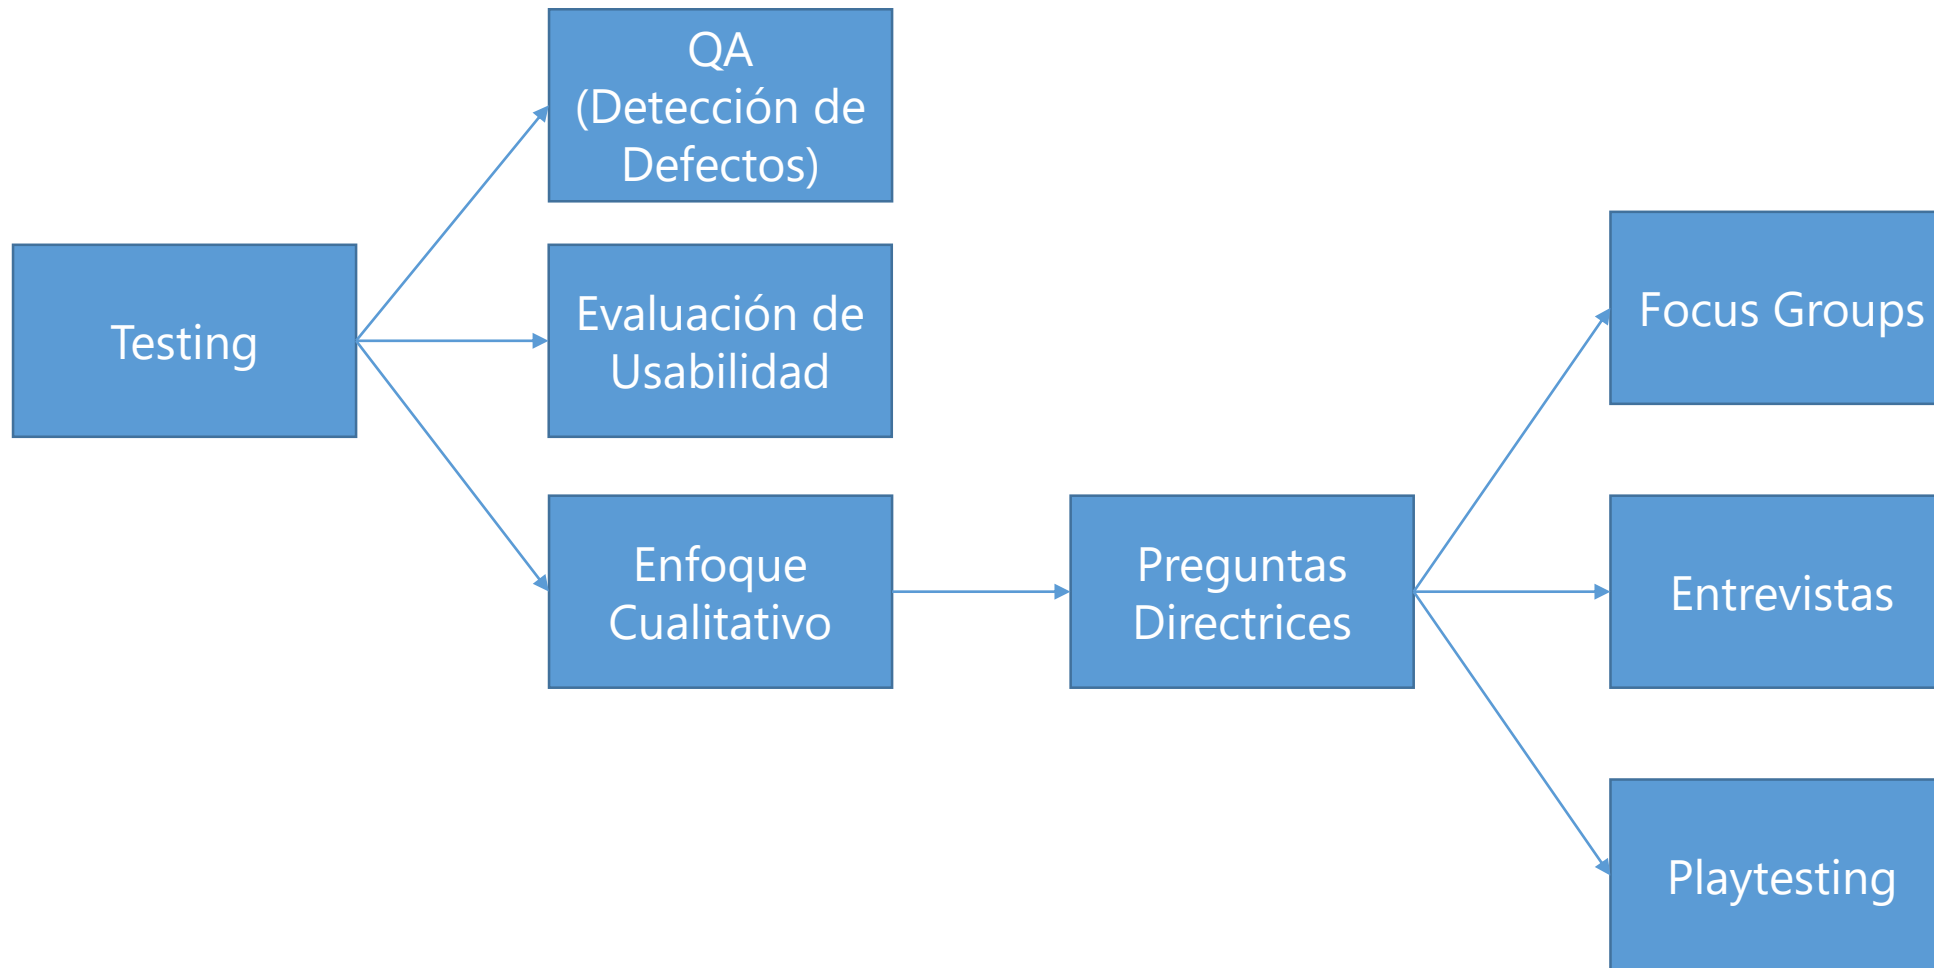 QA
(Detección de
Defectos)
Testing
Evaluación de
Usabilidad
Enfoque
Cualitativo
Preguntas
Directrices
Focus Groups
Entrevistas
Playtesting